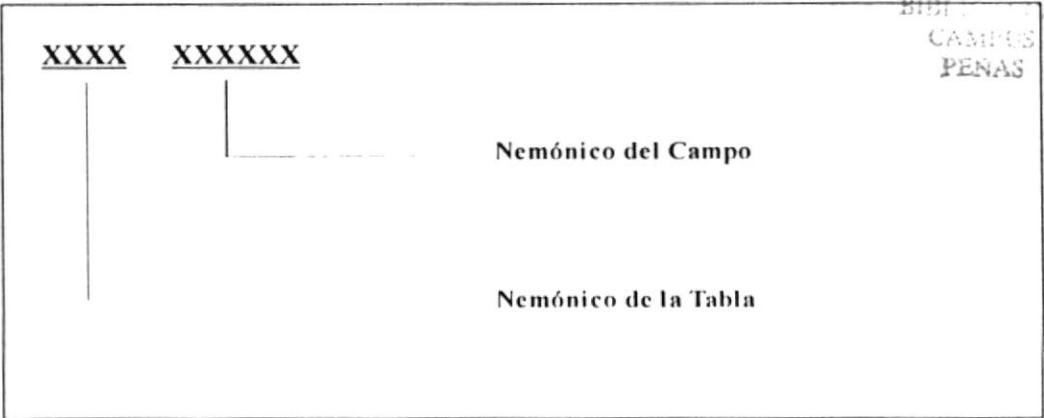 CAMPUS
PEÑAS
XXXX XXXXXX
Nemónico del Campo
Nemónico de la Tabla